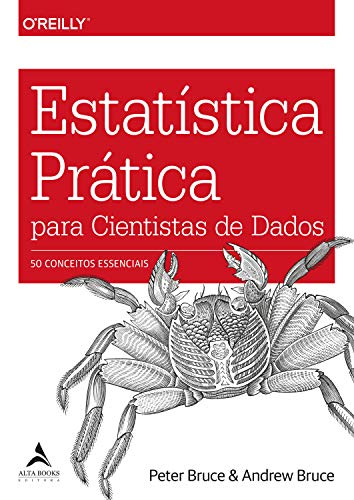 O'REILLY®
Estatística
Prática
para Cientistas de Dados
50 CONCEITOS ESSENCIAIS
ALTA BOOKS
EDITORA
Peter Bruce & Andrew Bruce